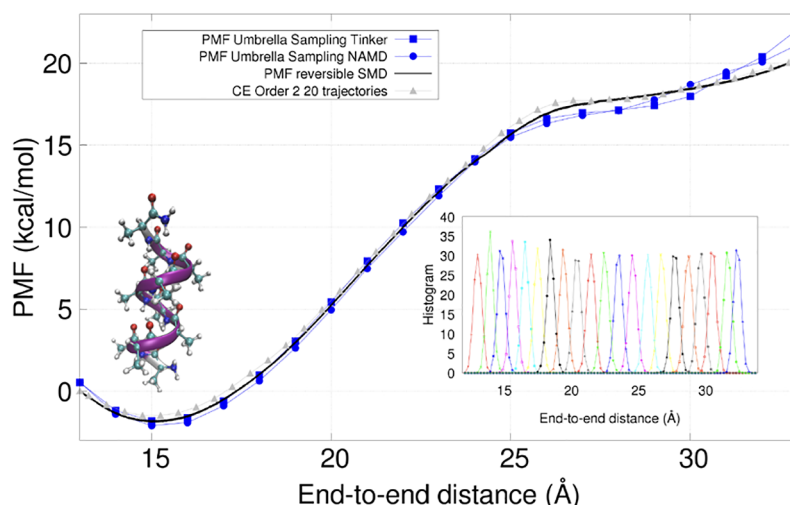 PMF Umbrella Sampling Tinker
PMF Umbrella Sampling NAMD
PMF reversible SMD
CE Order 2 20 trajectories
PMF (kcal/mol)
20
15
10
5
0
15
20
25
30
End-to-end distance (Å)
Histogram
40
35
30
25
20
15
10
5
0
15
20
25
30
End-to-end distance (Å)